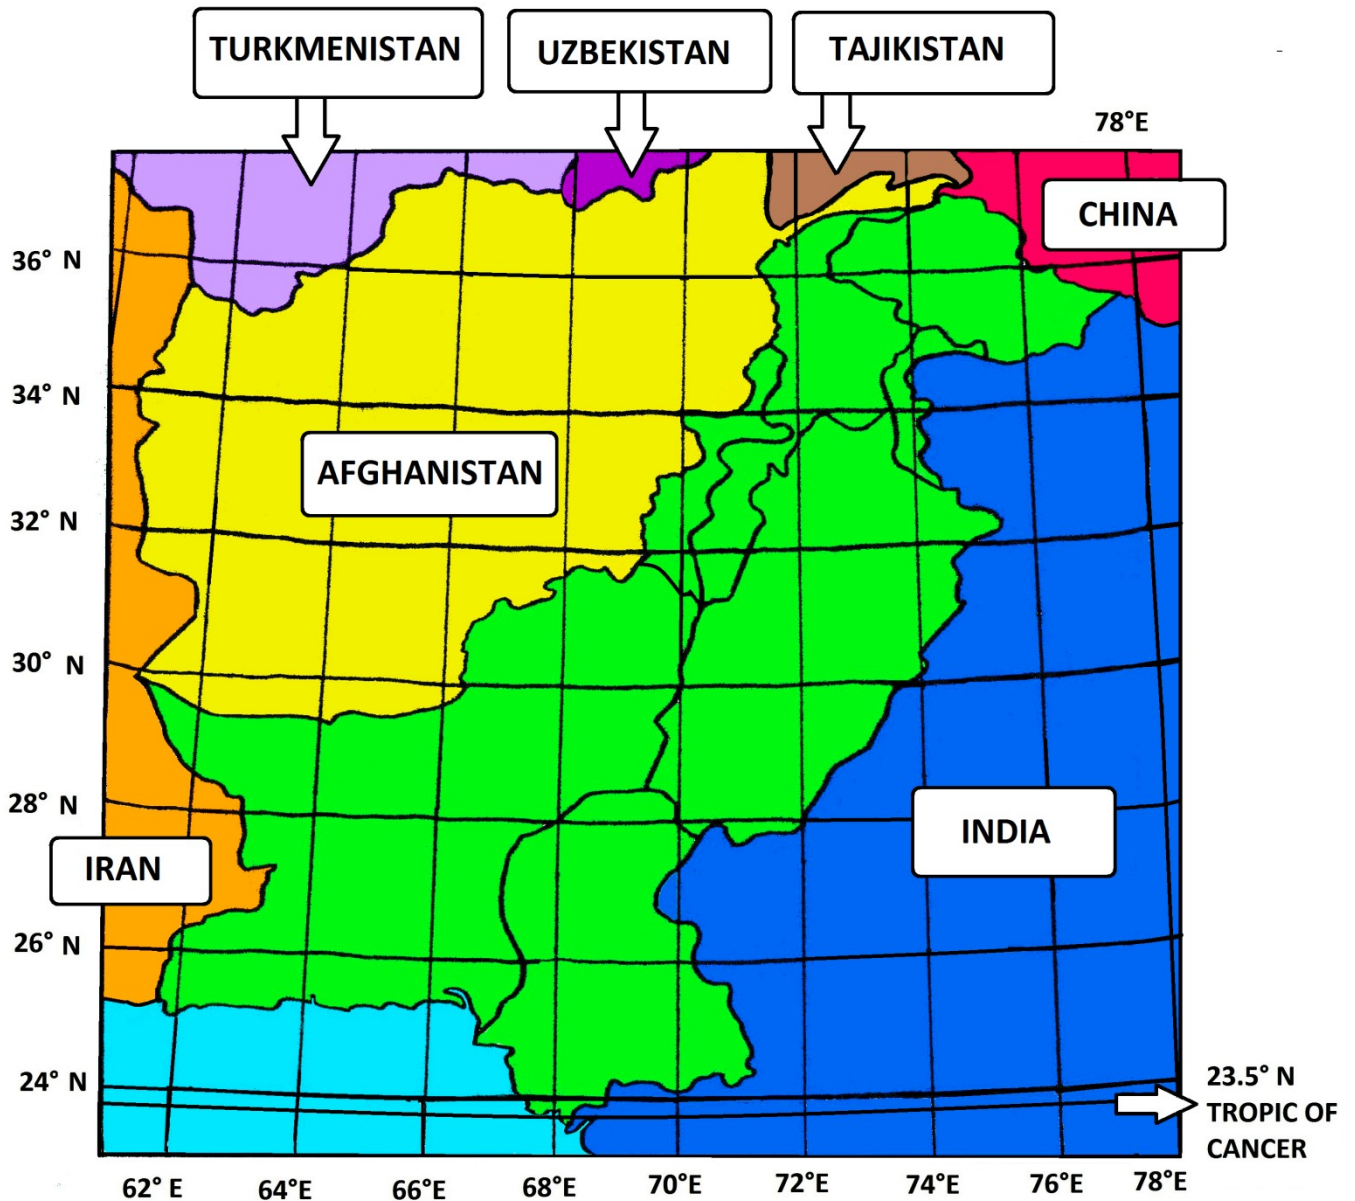 TURKMENISTAN
UZBEKISTAN
TAJIKISTAN
78°E
CHINA
36° N
34° N
AFGHANISTAN
32° N
30° N
28° N
INDIA
IRAN
26° N
24° N
23.5° N
TROPIC OF
CANCER
62° E 64° E 66° E 68° E 70° E 72° E 74° E 76° E 78° E